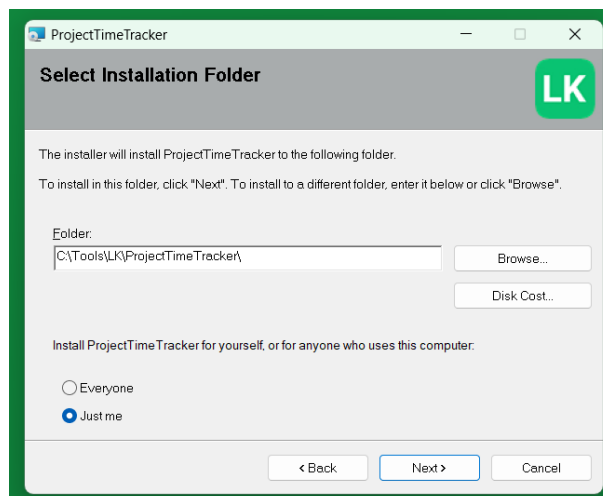 ProjectTimeTracker
Select Installation Folder
LK
The installer will install ProjectTimeTracker to the following folder.
To install in this folder, click "Next". To install to a different folder, enter it below or click "Browse".
Folder:
C:\Tools\LK\ProjectTimeTracker\
Browse...
Disk Cost...
Install ProjectTimeTracker for yourself, or for anyone who uses this computer:
Everyone
Just me
< Back
Next >
Cancel